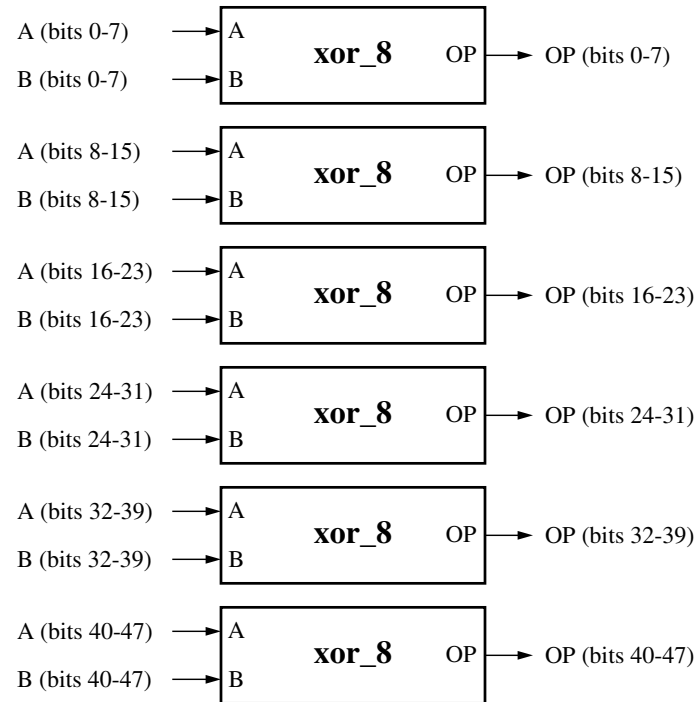 A (bits 0-7) A xor_8 OP OP (bits 0-7)
B (bits 0-7) B
A (bits 8-15) A xor_8 OP OP (bits 8-15)
B (bits 8-15) B
A (bits 16-23) A xor_8 OP OP (bits 16-23)
B (bits 16-23) B
A (bits 24-31) A xor_8 OP OP (bits 24-31)
B (bits 24-31) B
A (bits 32-39) A xor_8 OP OP (bits 32-39)
B (bits 32-39) B
A (bits 40-47) A xor_8 OP OP (bits 40-47)
B (bits 40-47) B